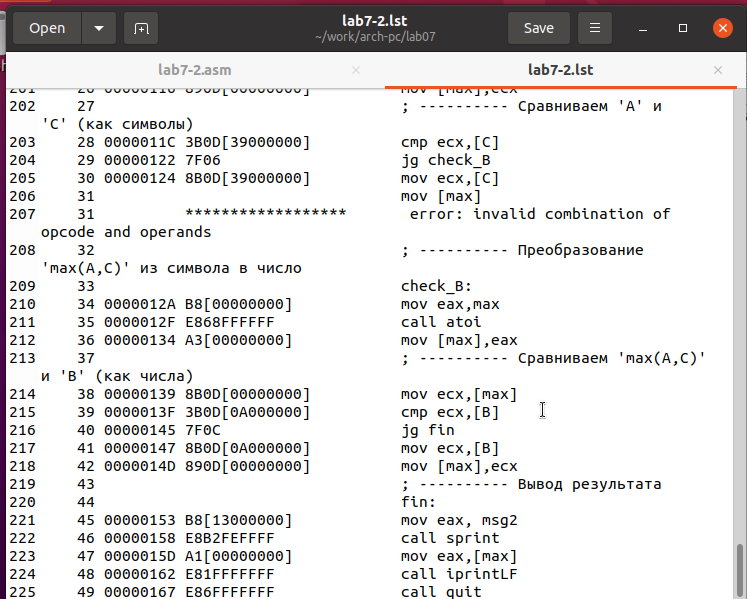 Open
Save
lab7-2.lst
~/work/arch-pc/lab07
lab7-2.asm ×
lab7-2.lst ×
201 26 00000116 890D[00000000] mov [max],ecx
202 27 ; ---------- Сравниваем 'A' и
'C' (как символы)
203 28 0000011C 3B0D[39000000] cmp ecx,[C]
204 29 00000122 7F06 jg check_B
205 30 00000124 8B0D[39000000] mov ecx,[C]
206 31 mov [max]
207 31 ****************** error: invalid combination of
opcode and operands
208 32 ; ---------- Преобразование
'max(A,C)' из символа в число
209 33 check_B:
210 34 0000012A B8[00000000] mov eax,max
211 35 0000012F E868FFFFFF call atoi
212 36 00000134 A3[00000000] mov [max],eax
213 37 ; ---------- Сравниваем 'max(A,C)'
и 'B' (как числа)
214 38 00000139 8B0D[00000000] mov ecx,[max]
215 39 0000013F 3B0D[0A000000] cmp ecx,[B]
216 40 00000145 7F0C jg fin
217 41 00000147 8B0D[0A000000] mov ecx,[B]
218 42 0000014D 890D[00000000] mov [max],ecx
219 43 ; ---------- Вывод результата
220 44 fin:
221 45 00000153 B8[13000000] mov eax, msg2
222 46 00000158 E8B2FEFFFF call sprint
223 47 0000015D A1[00000000] mov eax,[max]
224 48 00000162 E81FFFFFFF call iprintLF
225 49 00000167 E86FFFFFFF call quit